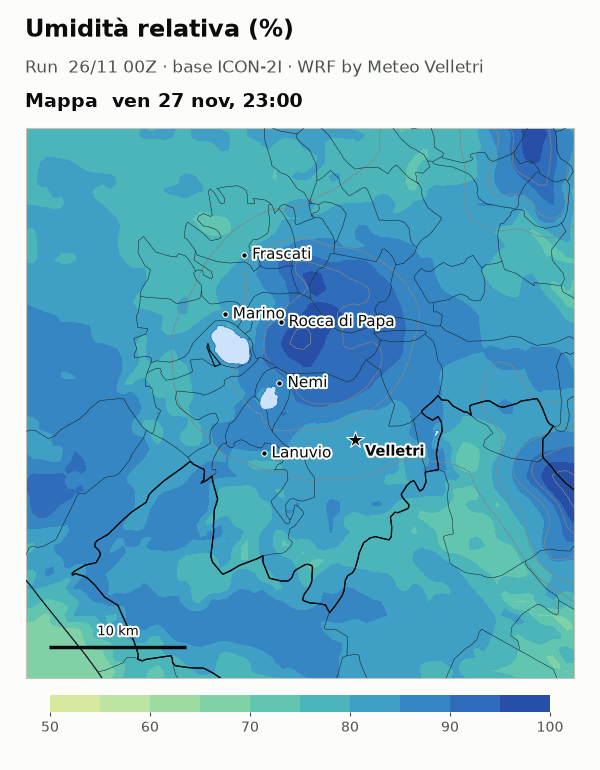 Umidità relativa (%)
Run  26/11 00Z · base ICON-2I · WRF by Meteo Velletri
Mappa  ven 27 nov, 23:00
Frascati
Marino
Rocca di Papa
Nemi
Velletri
Lanuvio
10 km
50 60 70 80 90 100